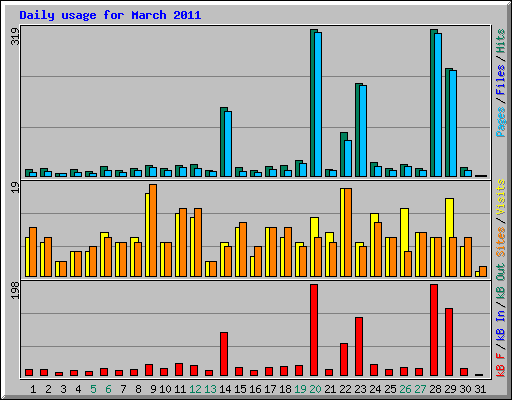 Daily usage for March 2011
319
Pages / Files / Hits
19
Sites / Visits
198
kB F / kB In / kB Out
1 2 3 4 5 6 7 8 9 10 11 12 13 14 15 16 17 18 19 20 21 22 23 24 25 26 27 28 29 30 31